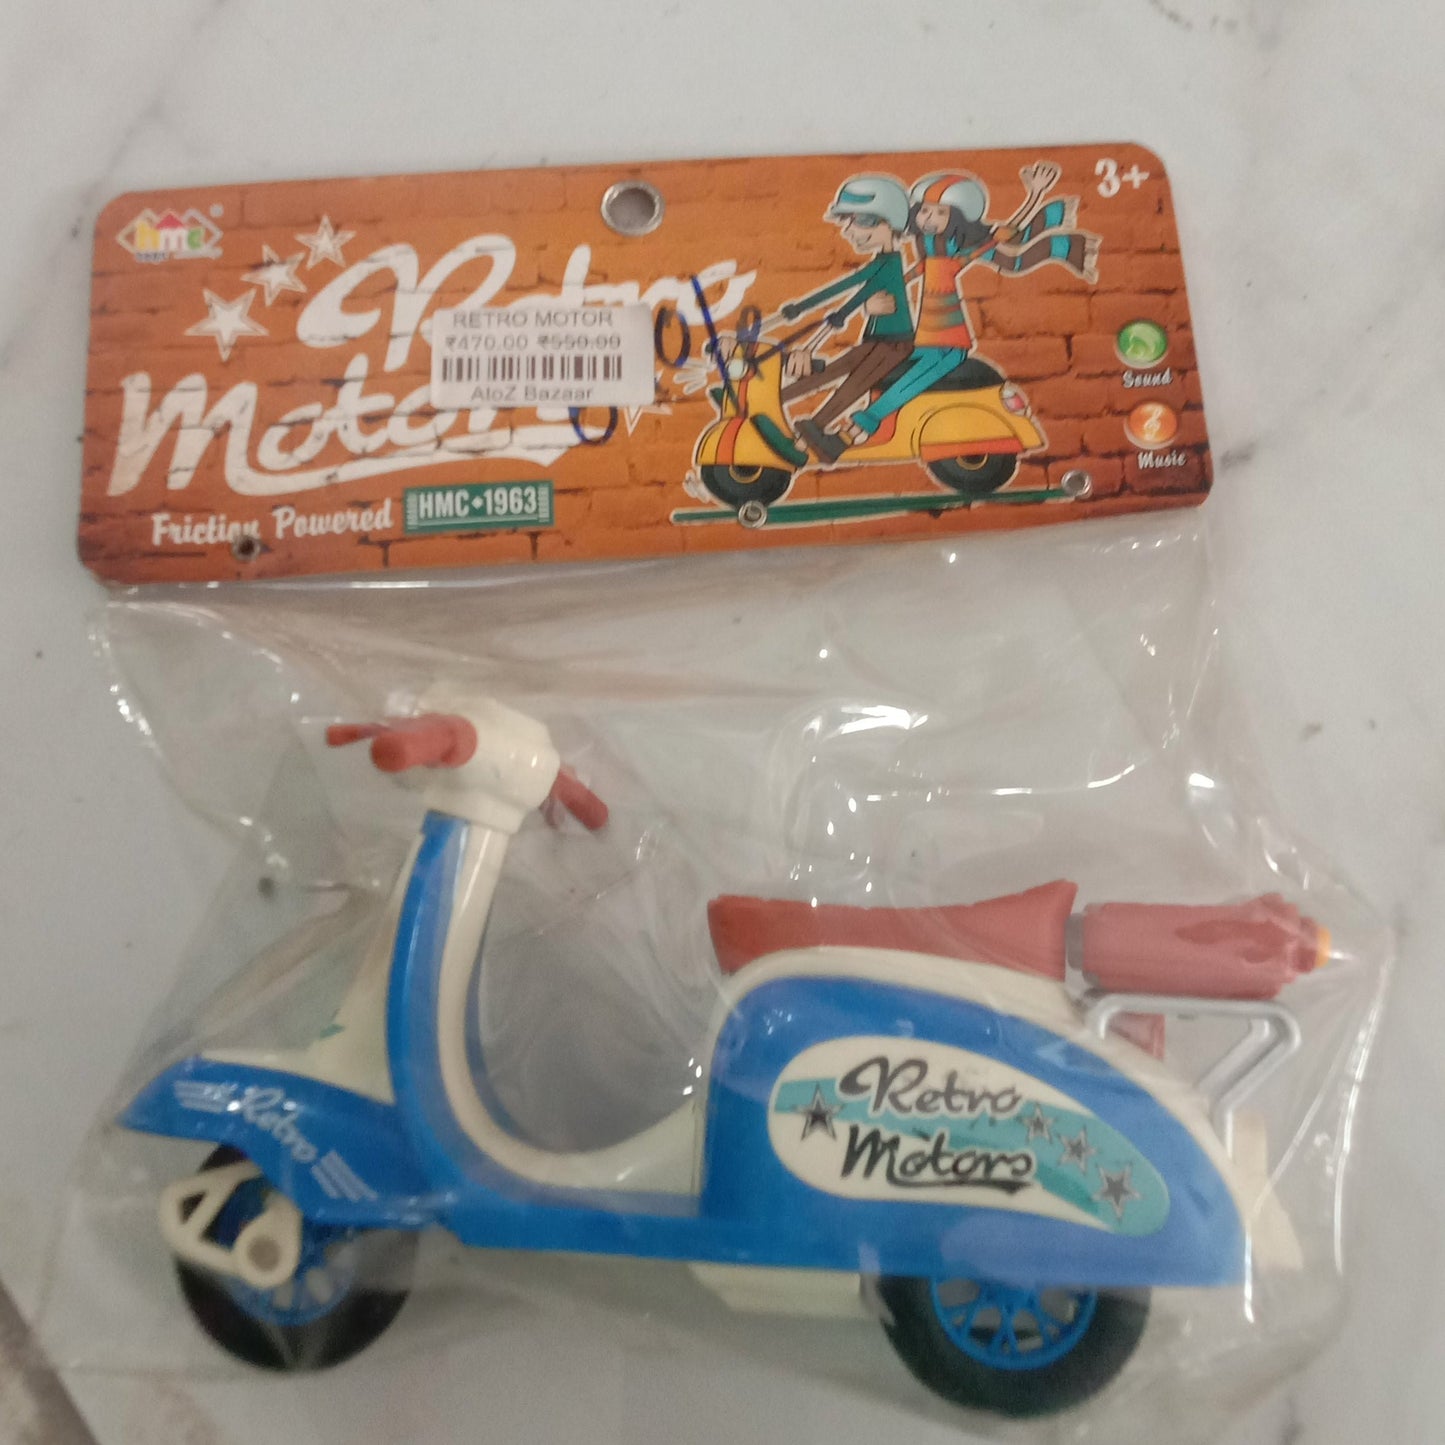 hmc
3+
Retro
Motors
RETRO MOTOR
₹470.00 ₹550.00
AtoZ Bazaar
Sound
Music
Friction Powered
HMC • 1963
Retro
Retro
Motors